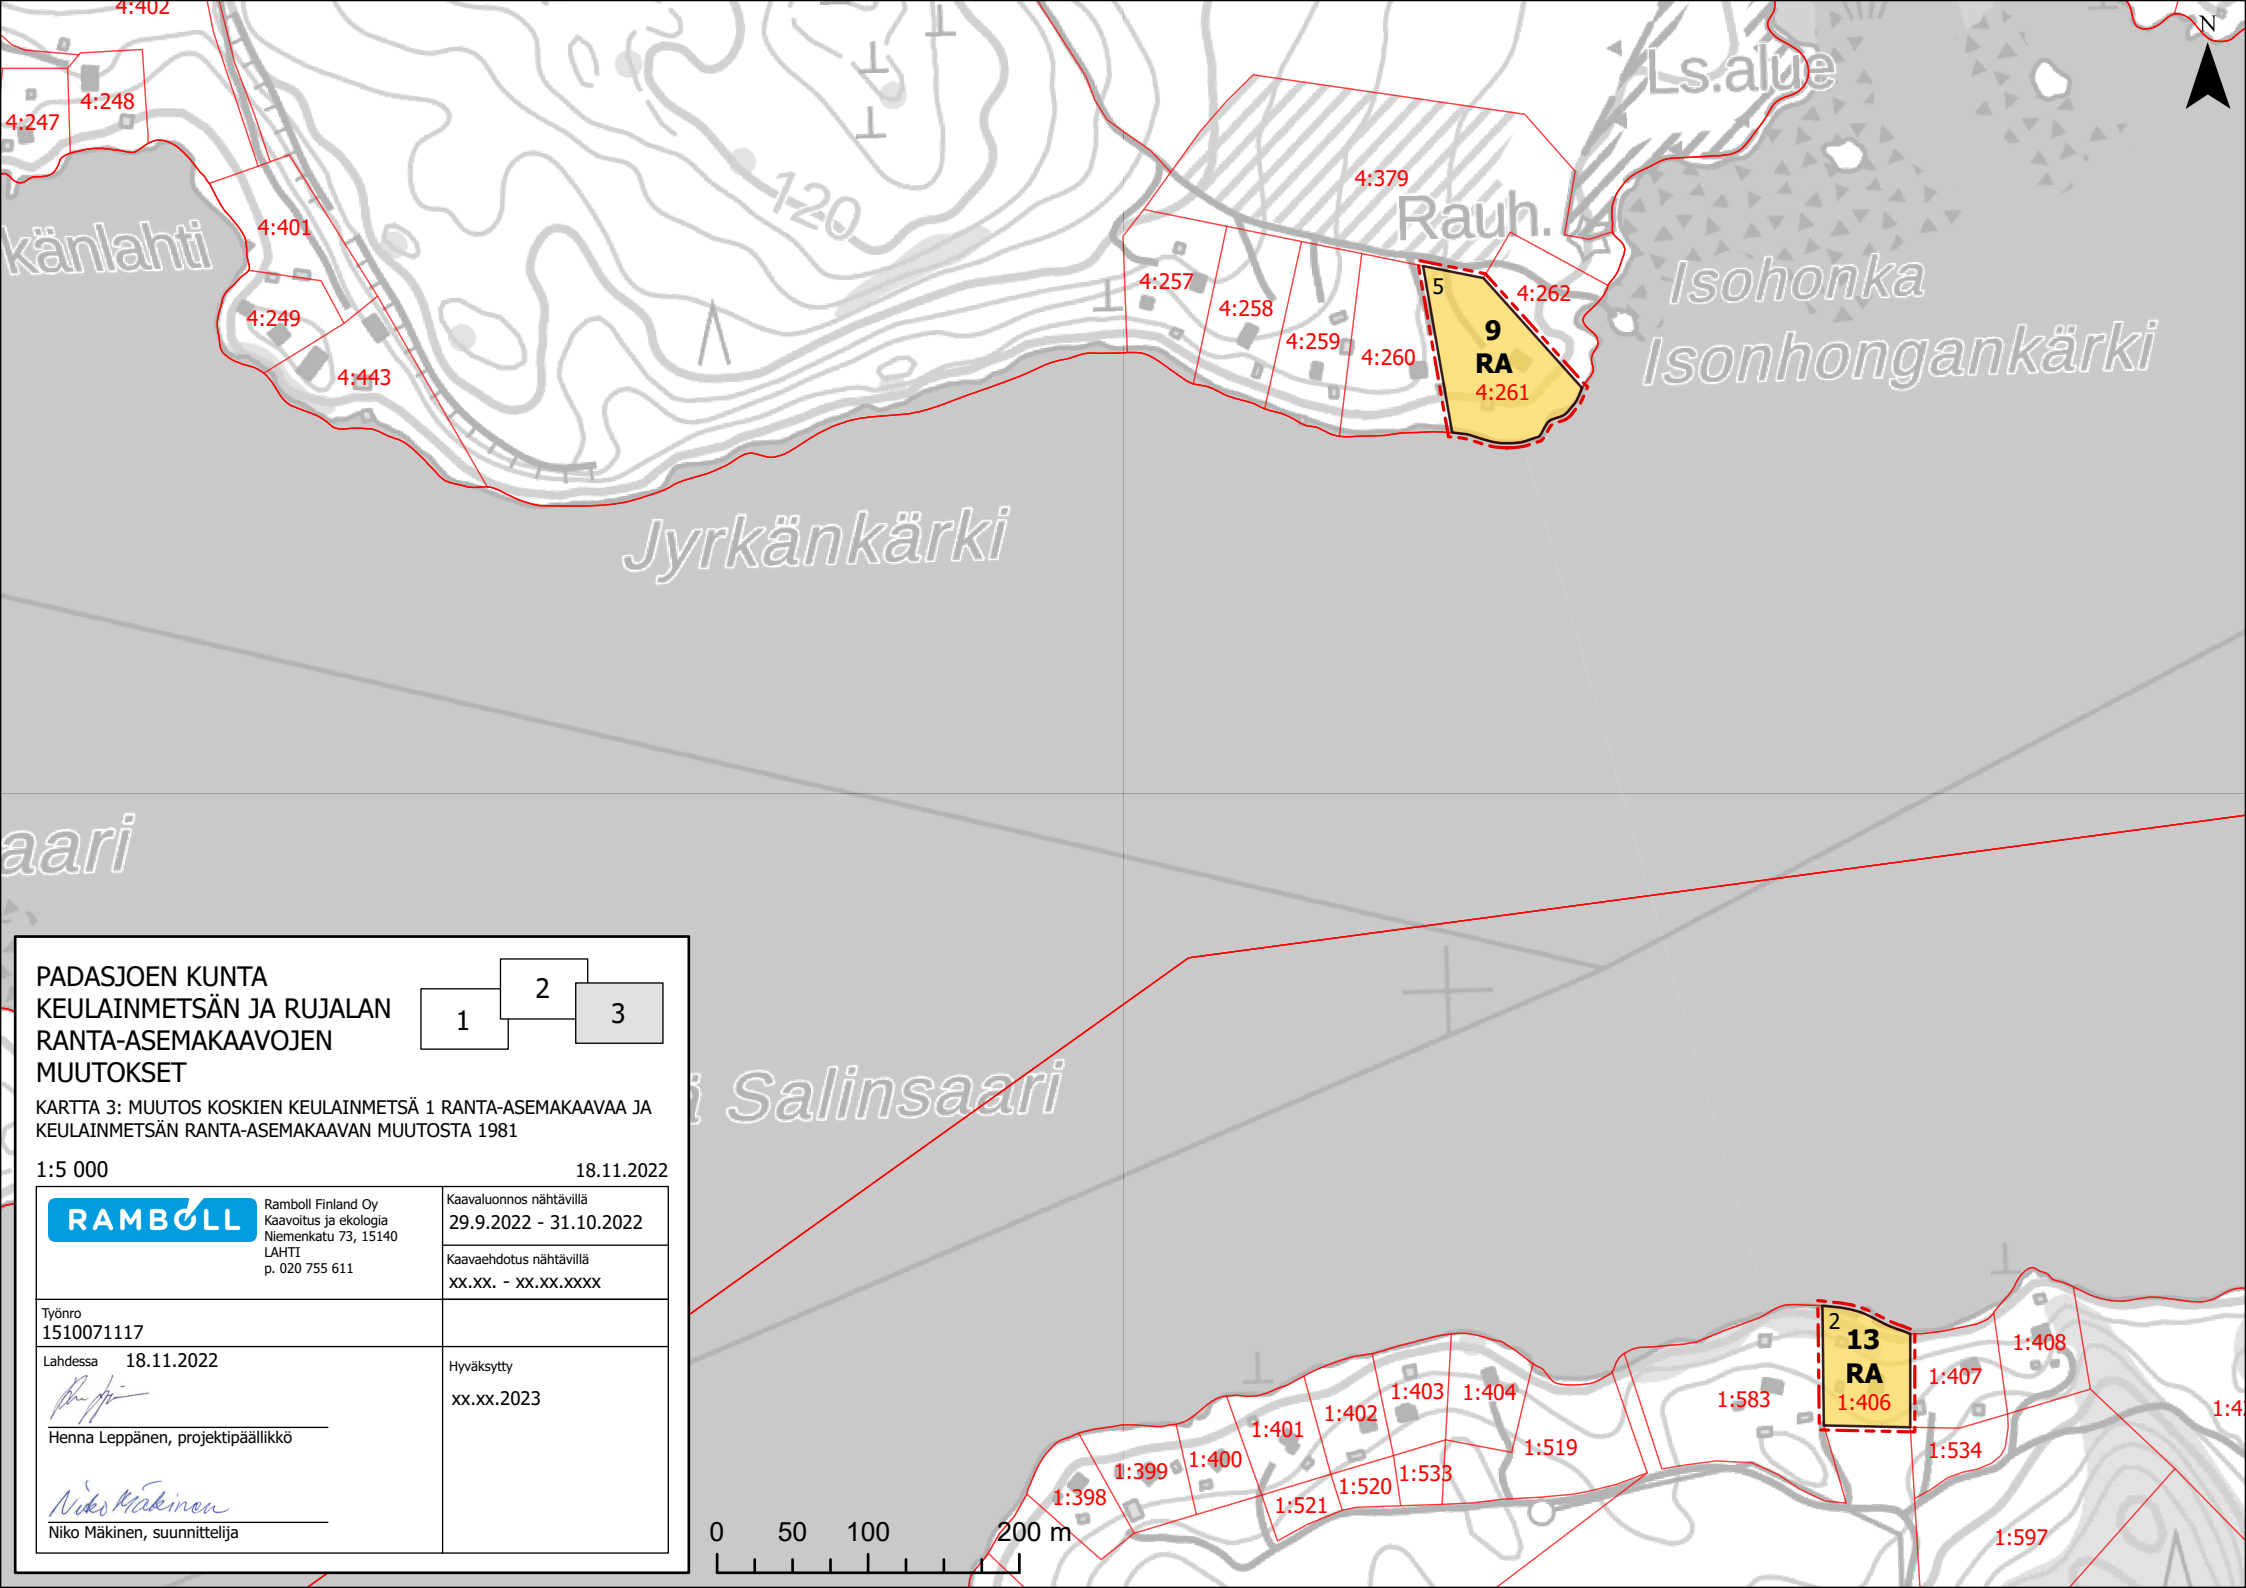 4:402
N
Ls.alue
4:248
4:247
4:379
120
Rauh.
4:401
känlahti
4:257
4:258
4:259
4:260
5
9
RA
4:261
4:262
Isohonka
Isonhongankärki
4:249
4:443
Jyrkänkärki
aari
ä Salinsaari
PADASJOEN KUNTA
KEULAINMETSÄN JA RUJALAN
RANTA-ASEMAKAAVOJEN
MUUTOKSET
1
2
3
KARTTA 3: MUUTOS KOSKIEN KEULAINMETSÄ 1 RANTA-ASEMAKAAVAA JA
KEULAINMETSÄN RANTA-ASEMAKAAVAN MUUTOSTA 1981
1:5 000
18.11.2022
RAMBOLL
Ramboll Finland Oy
Kaavoitus ja ekologia
Niemenkatu 73, 15140
LAHTI
p. 020 755 611
Kaavaluonnos nähtävillä
29.9.2022 - 31.10.2022
Kaavaehdotus nähtävillä
xx.xx. - xx.xx.xxxx
Työnro
1510071117
Lahdessa 18.11.2022
Henna Leppänen, projektipäällikkö
Niko Mäkinen
Niko Mäkinen, suunnittelija
Hyväksytty
xx.xx.2023
0 50 100 200 m
2
13
RA
1:406
1:408
1:407
1:583
1:403
1:404
1:402
1:401
1:400
1:399
1:398
1:519
1:533
1:520
1:521
1:534
1:597